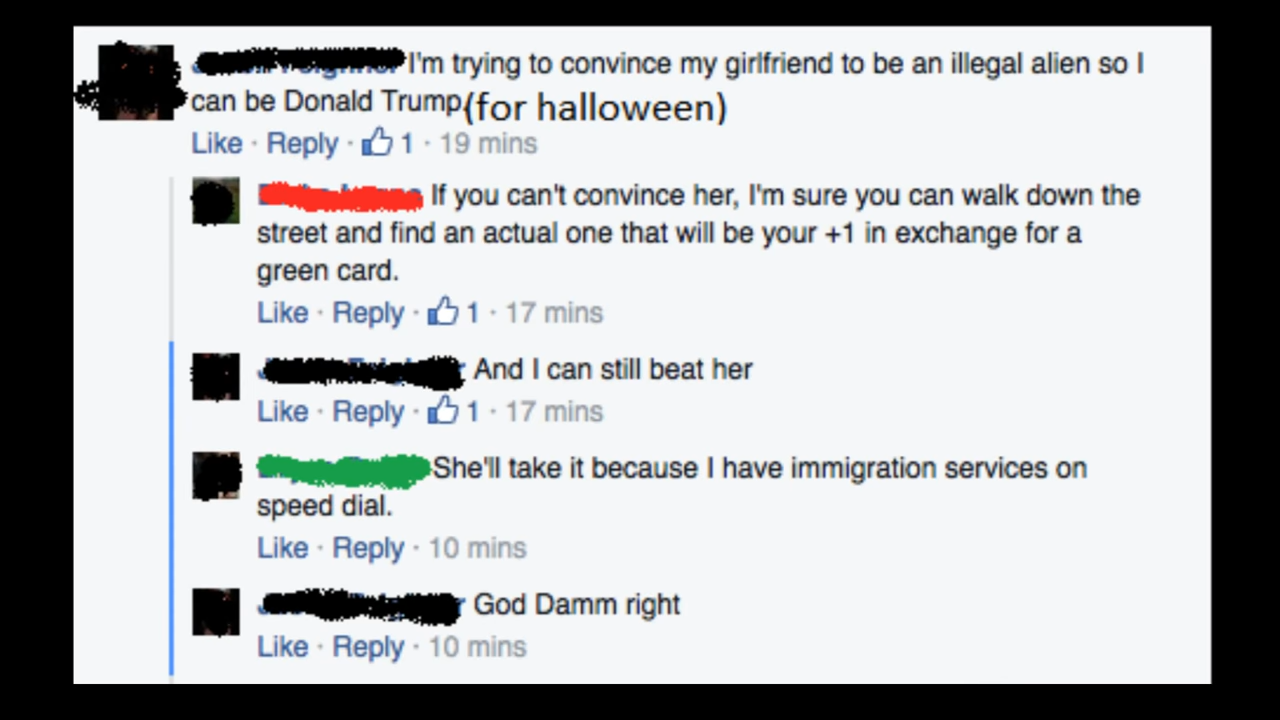 I'm trying to convince my girlfriend to be an illegal alien so I
can be Donald Trump(for halloween)
Like · Reply · 1 · 19 mins
If you can't convince her, I'm sure you can walk down the
street and find an actual one that will be your +1 in exchange for a
green card.
Like · Reply · 1 · 17 mins
And I can still beat her
Like · Reply · 1 · 17 mins
She'll take it because I have immigration services on
speed dial.
Like · Reply · 10 mins
God Damm right
Like · Reply · 10 mins